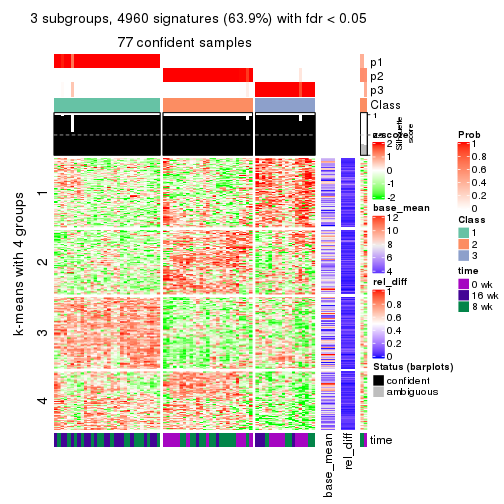 3 subgroups, 4960 signatures (63.9%) with fdr < 0.05
77 confident samples
p1
p2
p3
Class
1
Silhouette
score
k-means with 4 groups
1
2
3
4
time
base_mean
rel_diff
z-score
2
1
0
-1
-2
base_mean
12
10
8
6
4
rel_diff
1
0.8
0.6
0.4
0.2
0
Status (barplots)
confident
ambiguous
Prob
1
0.8
0.6
0.4
0.2
0
Class
1
2
3
time
0 wk
16 wk
8 wk